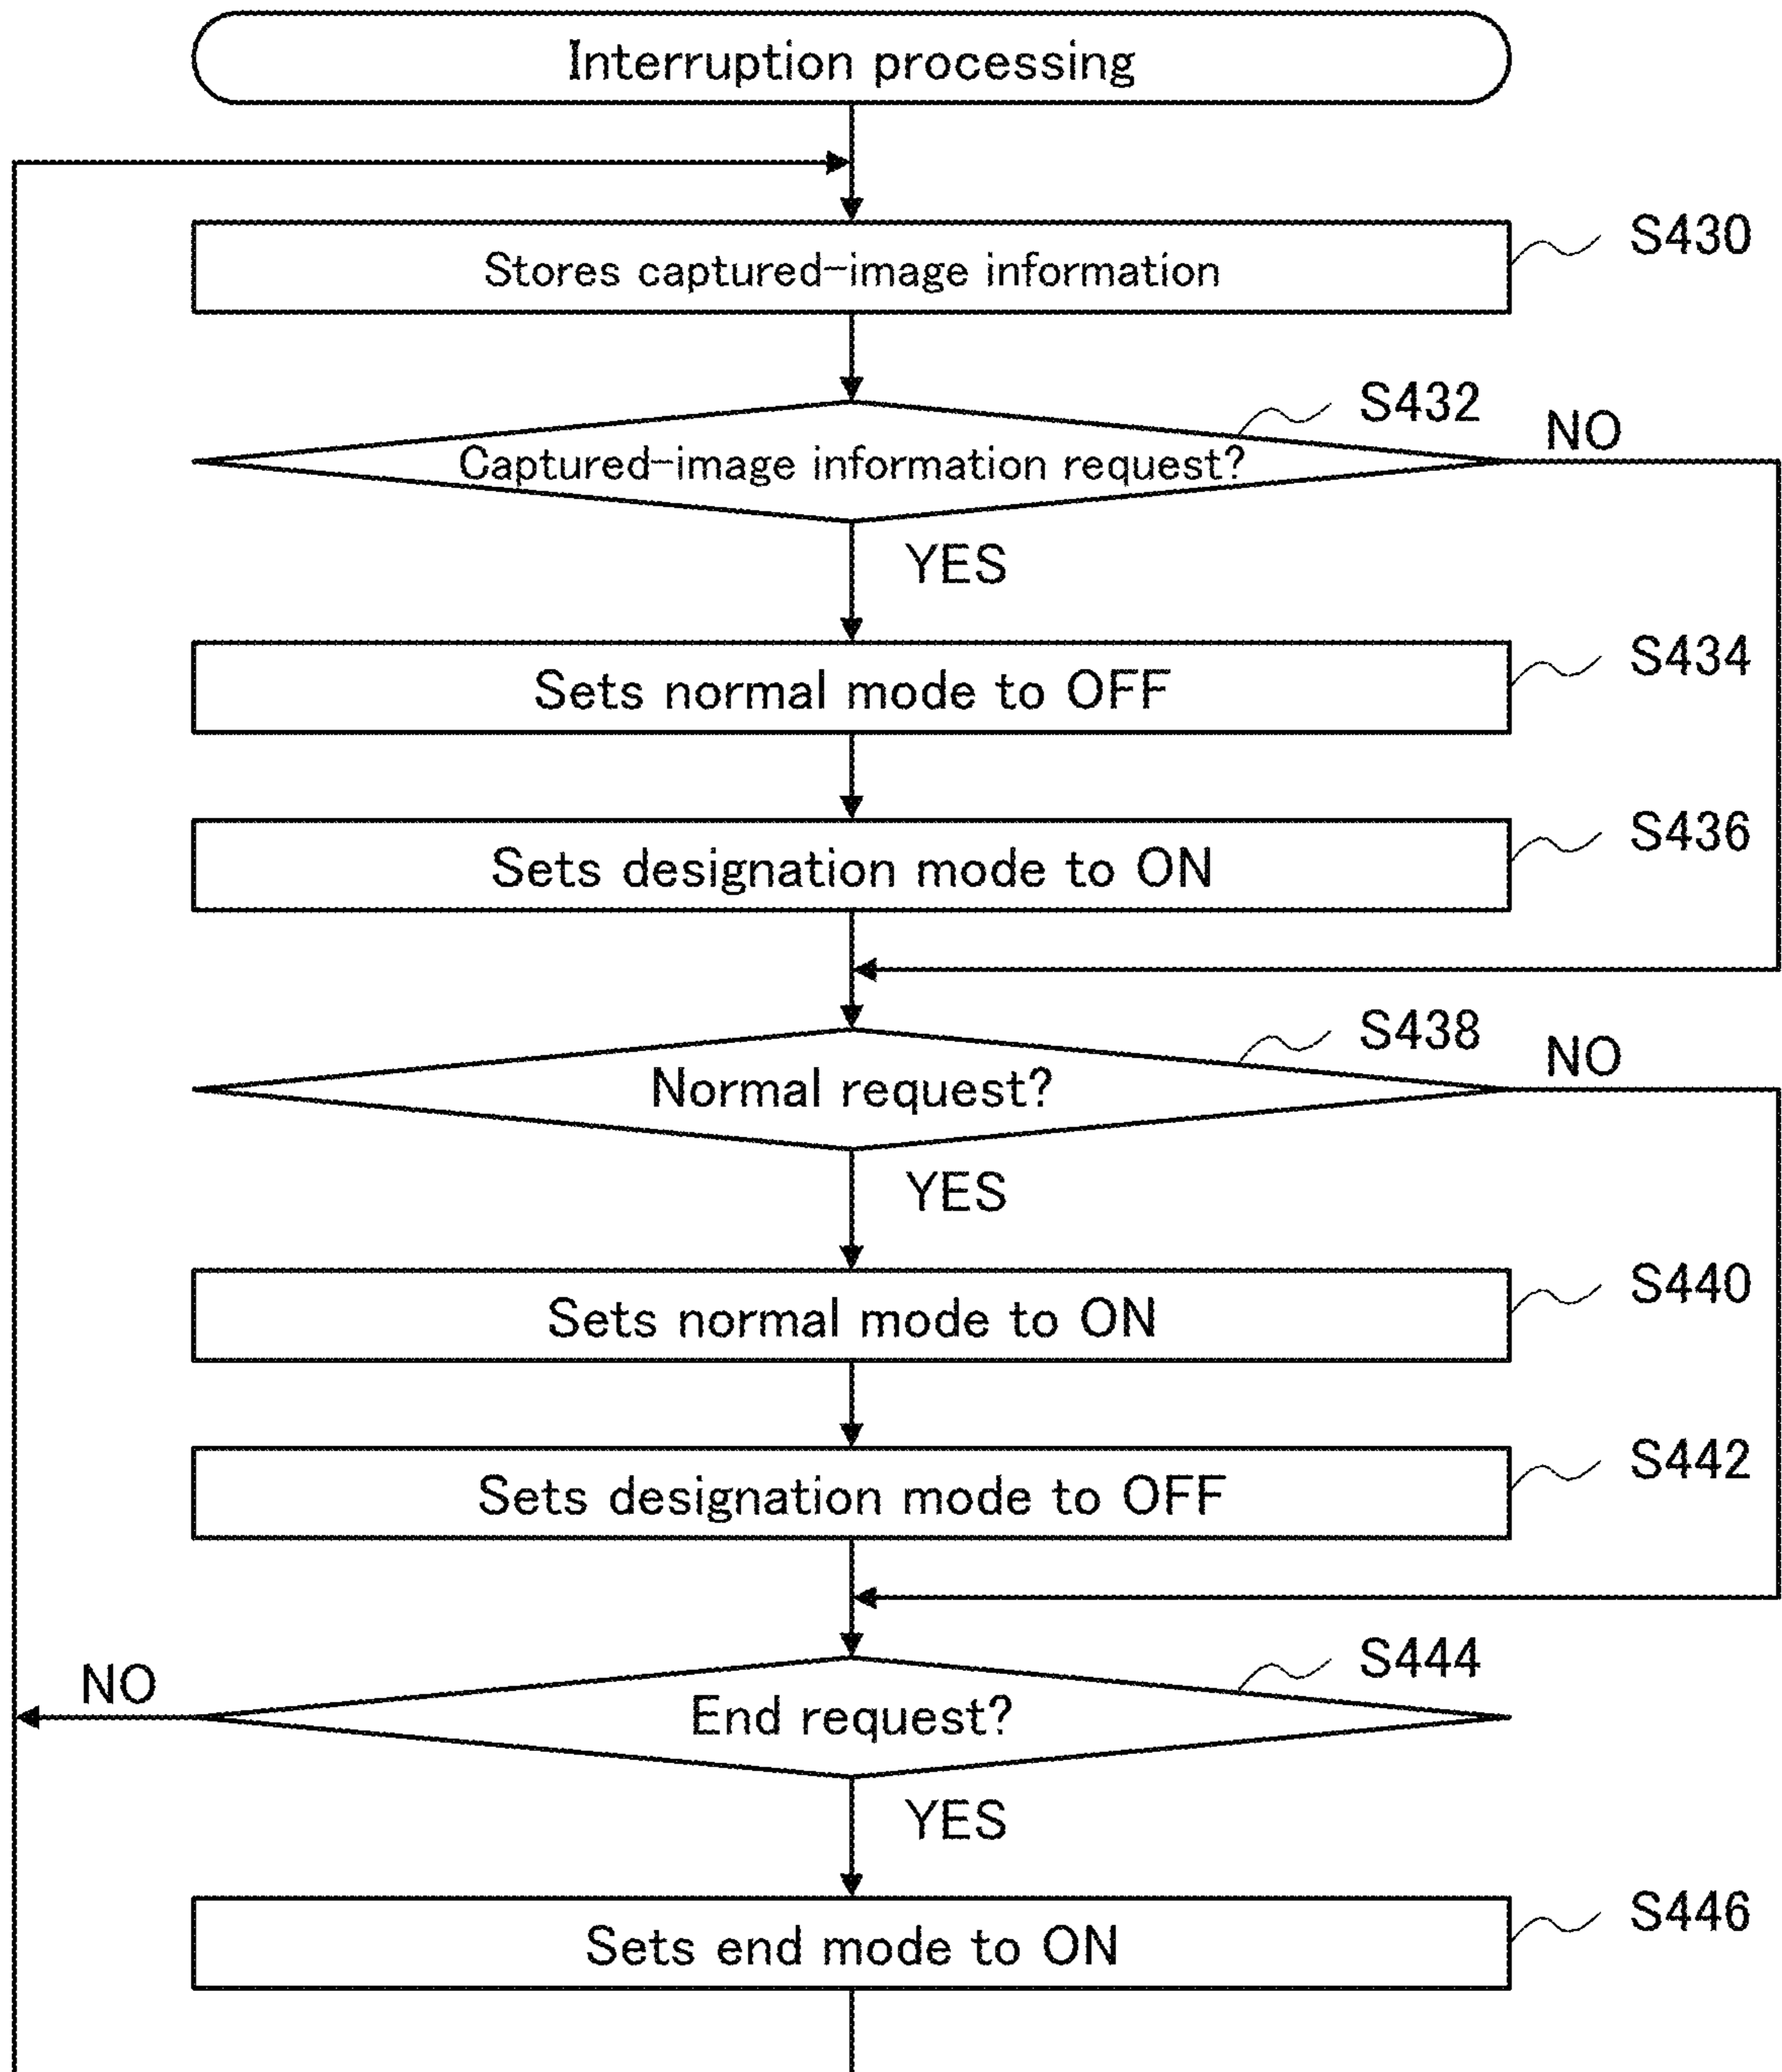 Interruption processing
S430
Stores captured-image information
S432
NO
Captured-image information request?
YES
S434
Sets normal mode to OFF
S436
Sets designation mode to ON
S438
NO
Normal request?
YES
S440
Sets normal mode to ON
S442
Sets designation mode to OFF
S444
NO
End request?
YES
S446
Sets end mode to ON